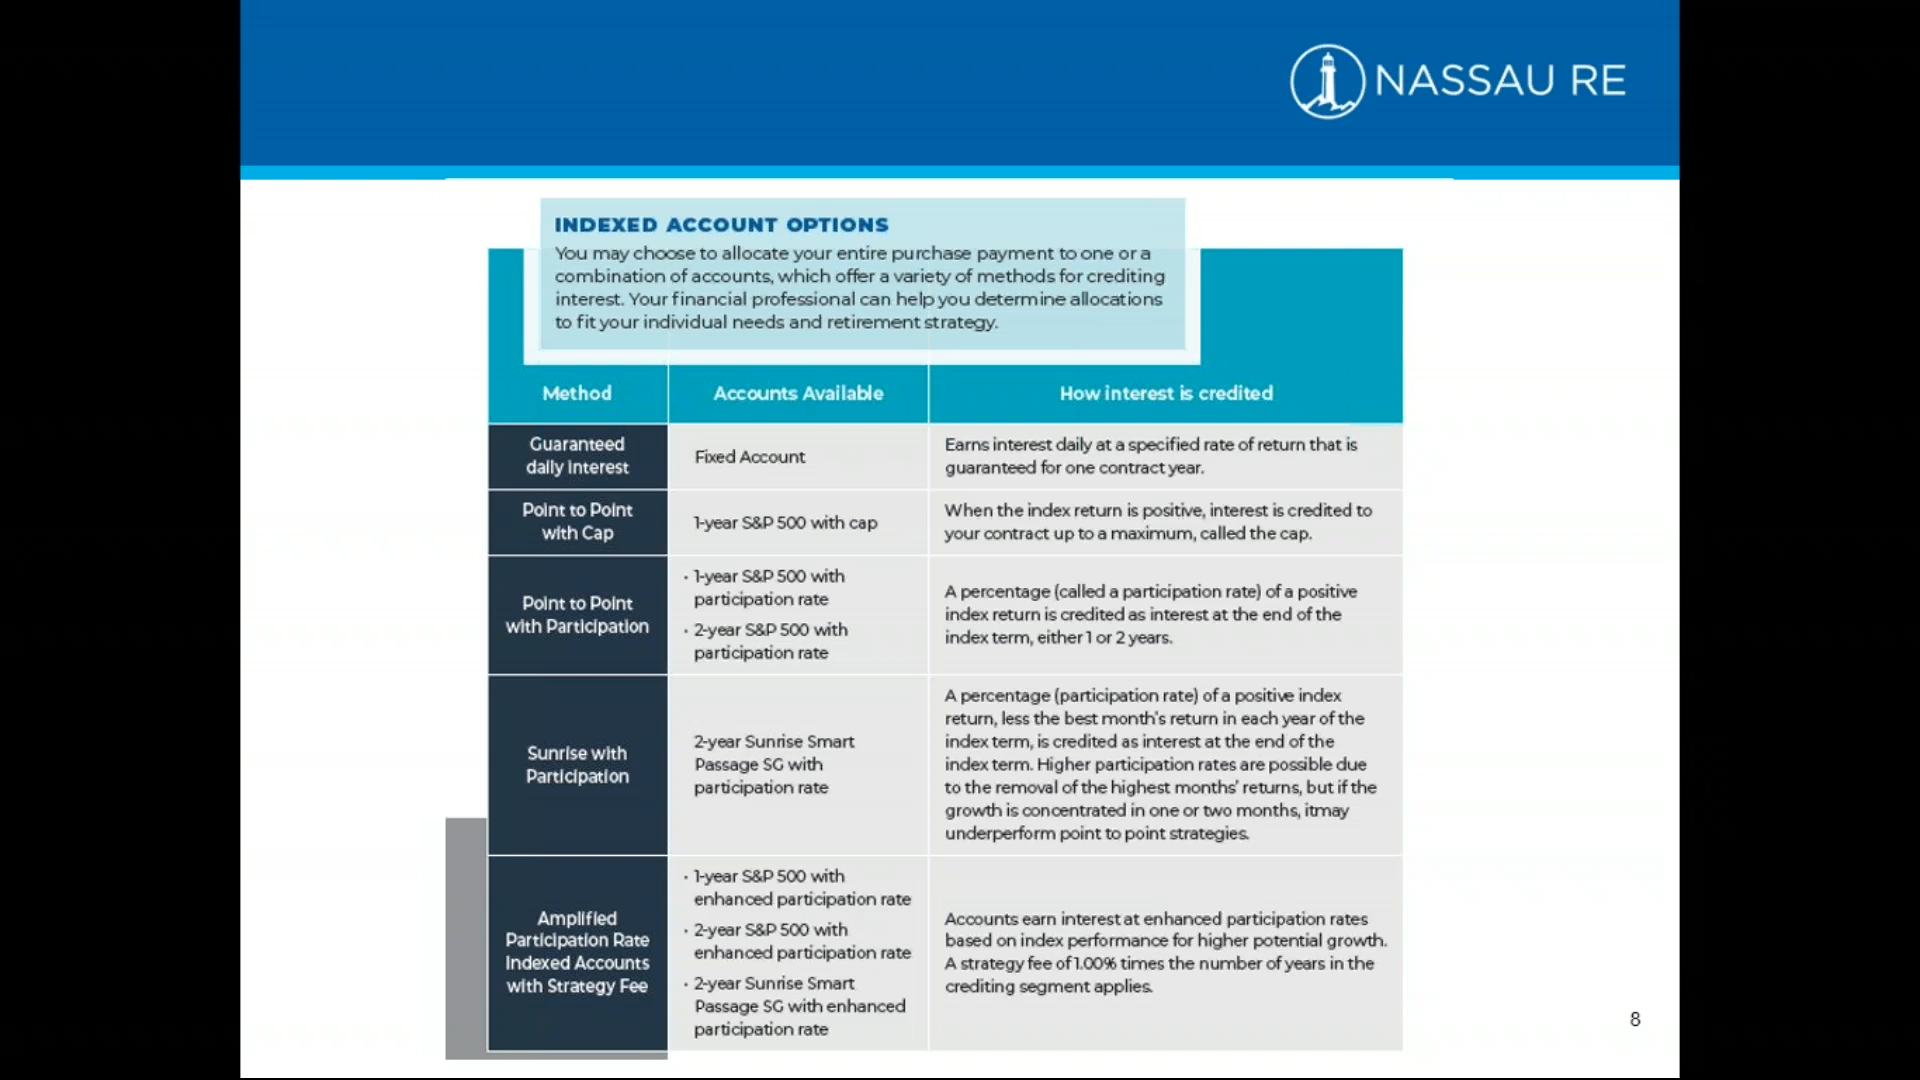 NASSAU RE
INDEXED ACCOUNT OPTIONS
You may choose to allocate your entire purchase payment to one or a
combination of accounts, which offer a variety of methods for crediting
interest. Your financial professional can help you determine allocations
to fit your individual needs and retirement strategy.
Method
Accounts Available
How interest is credited
Guaranteed
daily Interest
Fixed Account
Earns interest daily at a specified rate of return that is
guaranteed for one contract year.
Point to Point
with Cap
1-year S&P 500 with cap
When the index return is positive, interest is credited to
your contract up to a maximum, called the cap.
Point to Point
with Participation
· 1-year S&P 500 with
participation rate
· 2-year S&P 500 with
participation rate
A percentage (called a participation rate) of a positive
index return is credited as interest at the end of the
index term, either 1 or 2 years.
Sunrise with
Participation
2-year Sunrise Smart
Passage SG with
participation rate
A percentage (participation rate) of a positive index
return, less the best month's return in each year of the
index term, is credited as interest at the end of the
index term. Higher participation rates are possible due
to the removal of the highest months' returns, but if the
growth is concentrated in one or two months, itmay
underperform point to point strategies.
Amplified
Participation Rate
Indexed Accounts
with Strategy Fee
· 1-year S&P 500 with
enhanced participation rate
· 2-year S&P 500 with
enhanced participation rate
· 2-year Sunrise Smart
Passage SG with enhanced
participation rate
Accounts earn interest at enhanced participation rates
based on index performance for higher potential growth.
A strategy fee of 1.00% times the number of years in the
crediting segment applies.
8